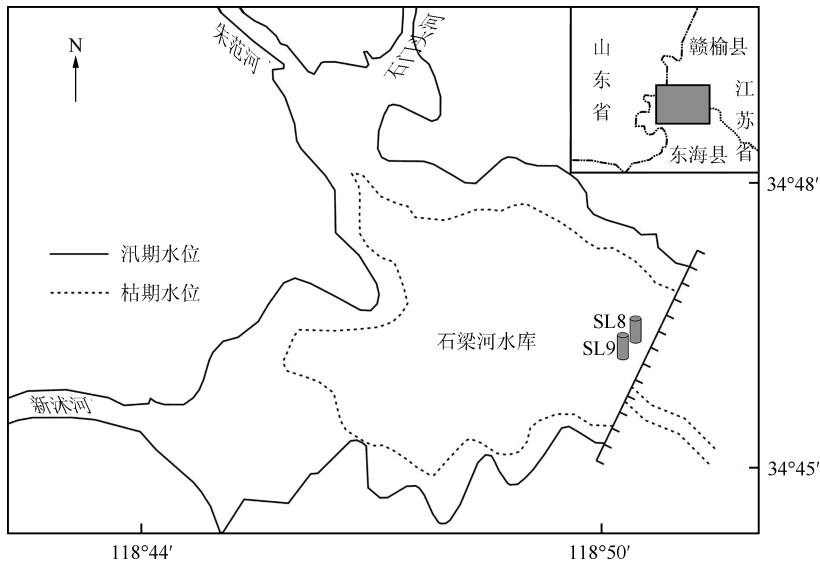 朱范河
石门头河
N
山东省
赣榆县
江苏省
东海县
34°48′
汛期水位
枯期水位
SL8
SL9
石梁河水库
新沭河
34°45′
118°44′
118°50′